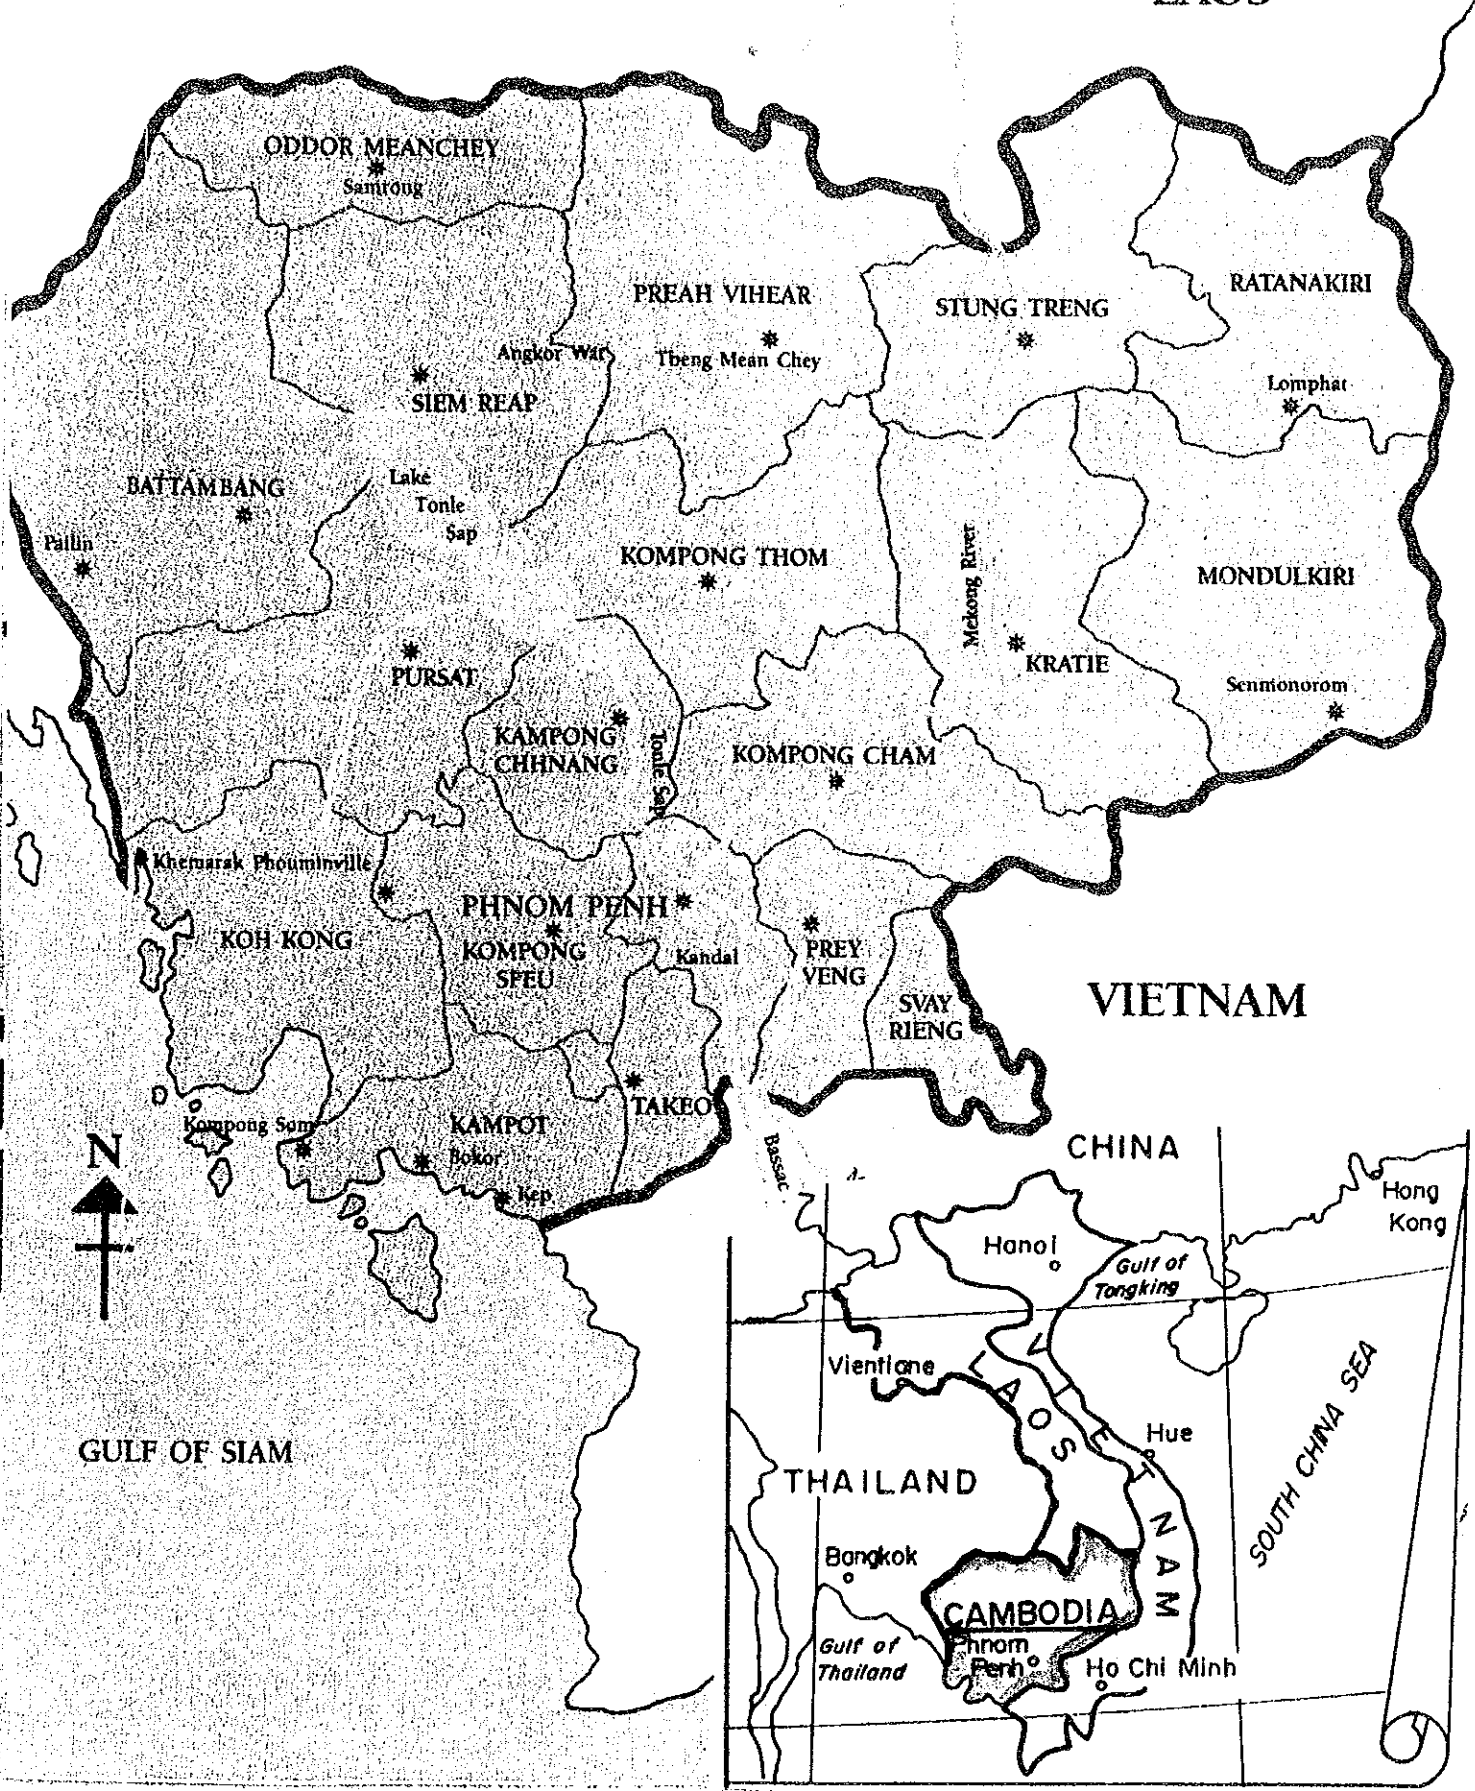 LAOS
ODDOR MEANCHEY
Samrong
PREAH VIHEAR
Tbeng Mean Chey
STUNG TRENG
RATANAKIRI
Lomphat
Angkor Wat
SIEM REAP
BATTAMBANG
Pailin
Lake
Tonle
Sap
KOMPONG THOM
Mekong River
KRATIE
MONDULKIRI
Senmonorom
PURSAT
KAMPONG
CHHNANG
Tonle Sap
KOMPONG CHAM
Khemarak Phouminville
KOH KONG
PHNOM PENH
KOMPONG
SPEU
Kandal
PREY
VENG
SVAY
RIENG
VIETNAM
TAKEO
KAMPOT
Kompong Som
Bokor
Kep
Bassac
N
GULF OF SIAM
CHINA
Hong
Kong
Hanoi
Gulf of
Tongking
Vientiane
LAOS
VIETNAM
Hue
THAILAND
SOUTH CHINA SEA
Bangkok
CAMBODIA
Phnom
Penh
Gulf of
Thailand
Ho Chi Minh